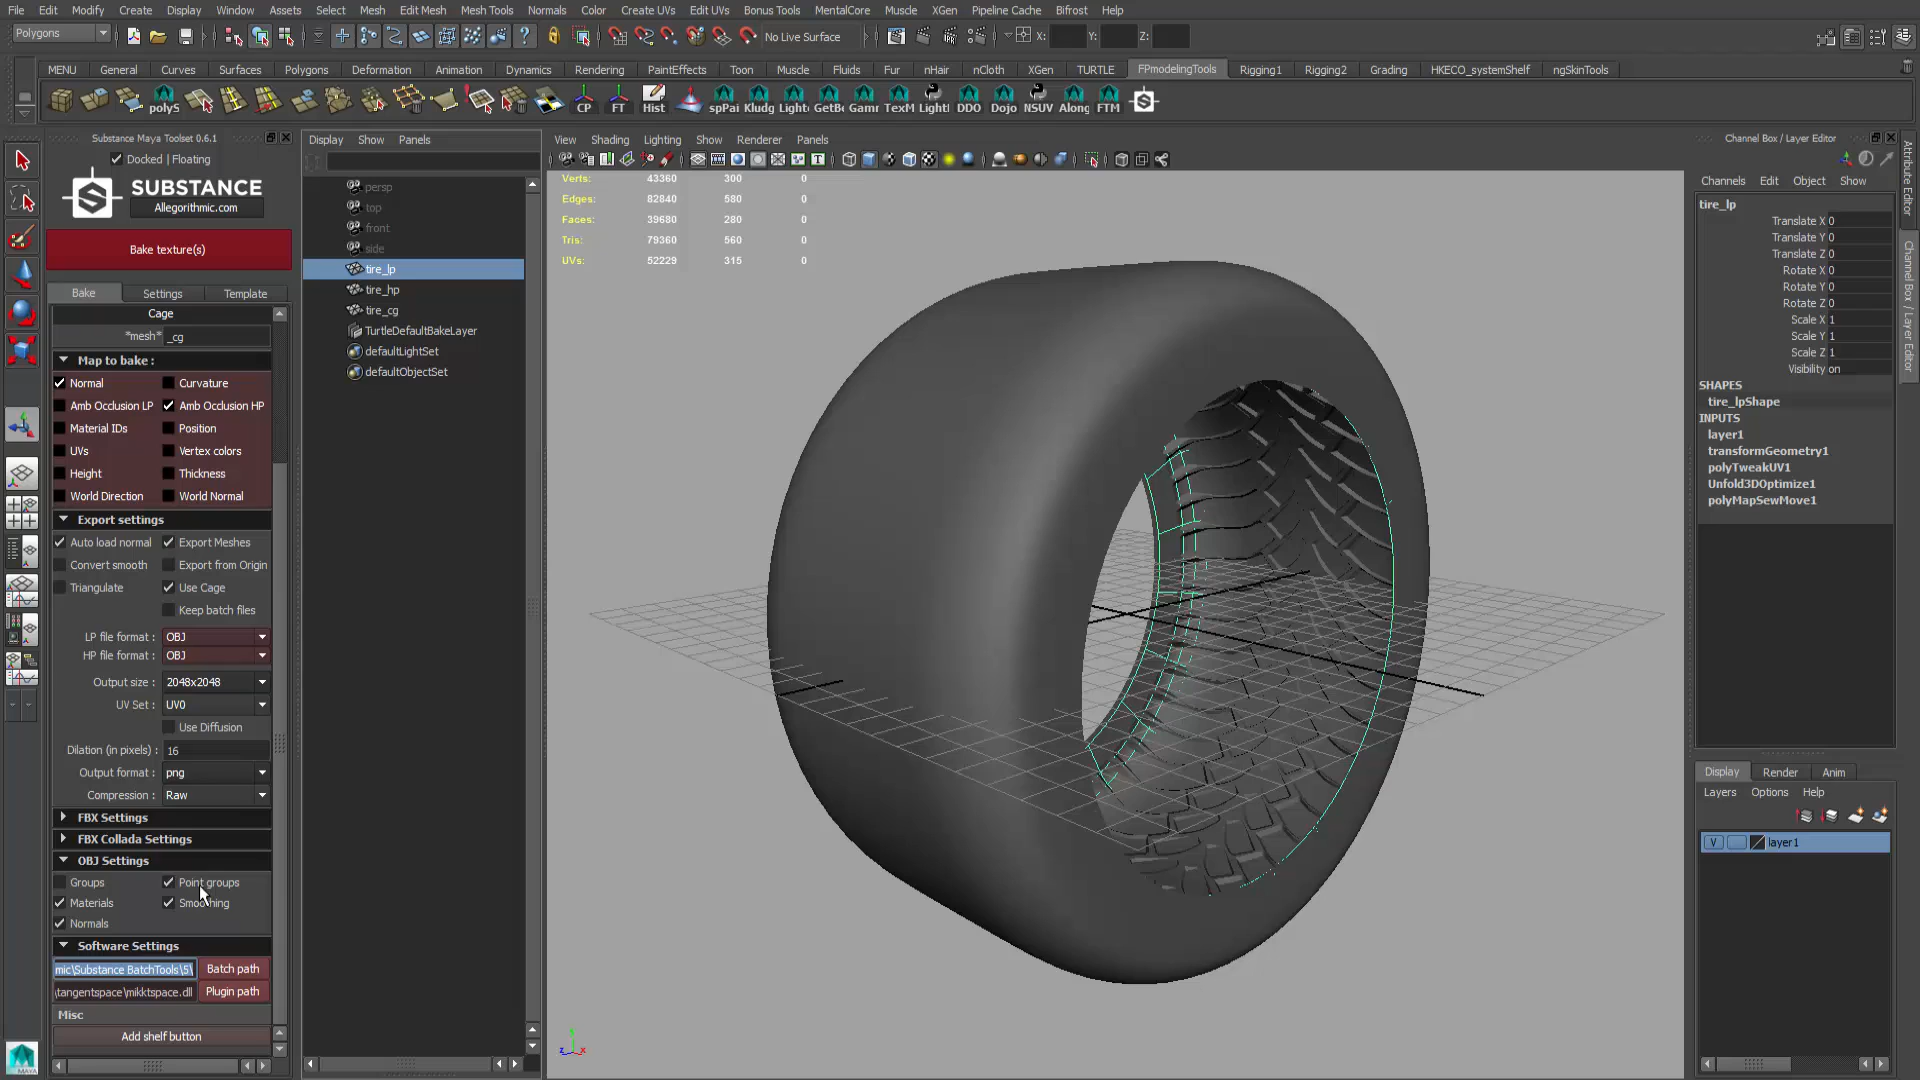 File Edit Modify Create Display Window Assets Select Mesh Edit Mesh Mesh Tools Normals Color Create UVs Edit UVs Bonus Tools MentalCore Muscle XGen Pipeline Cache Bifrost Help
Polygons
No Live Surface
X: Y: Z:
MENU General Curves Surfaces Polygons Deformation Animation Dynamics Rendering PaintEffects Toon Muscle Fluids Fur nHair nCloth XGen TURTLE FPmodelingTools Rigging1 Rigging2 Grading HKECO_systemShelf ngSkinTools
polyS CP FT Hist spPai Kludg Light GetBe Gamr TexM Lightl DDO Dojo NSUV Along FTM
Substance Maya Toolset 0.6.1
Docked | Floating
SUBSTANCE
Allegorithmic.com
Bake texture(s)
Bake Settings Template
Cage
*mesh* _cg
Map to bake :
Normal Curvature
Amb Occlusion LP Amb Occlusion HP
Material IDs Position
UVs Vertex colors
Height Thickness
World Direction World Normal
Export settings
Auto load normal Export Meshes
Convert smooth Export from Origin
Triangulate Use Cage
Keep batch files
LP file format : OBJ
HP file format : OBJ
Output size : 2048x2048
UV Set : UV0
Use Diffusion
Dilation (in pixels) : 16
Output format : png
Compression : Raw
FBX Settings
FBX Collada Settings
OBJ Settings
Groups Point groups
Materials Smoothing
Normals
Software Settings
mic\Substance BatchTools\5\ Batch path
\tangentspace\mikktspace.dll Plugin path
Misc
Add shelf button
MAYA
Display Show Panels
persp
top
front
side
tire_lp
tire_hp
tire_cg
TurtleDefaultBakeLayer
defaultLightSet
defaultObjectSet
View Shading Lighting Show Renderer Panels
Verts: 43360 300 0
Edges: 82840 580 0
Faces: 39680 280 0
Tris: 79360 560 0
UVs: 52229 315 0
Channel Box / Layer Editor
Channels Edit Object Show
tire_lp
Translate X 0
Translate Y 0
Translate Z 0
Rotate X 0
Rotate Y 0
Rotate Z 0
Scale X 1
Scale Y 1
Scale Z 1
Visibility on
SHAPES
tire_lpShape
INPUTS
layer1
transformGeometry1
polyTweakUV1
Unfold3DOptimize1
polyMapSewMove1
Display Render Anim
Layers Options Help
V layer1
Attribute Editor
Channel Box / Layer Editor